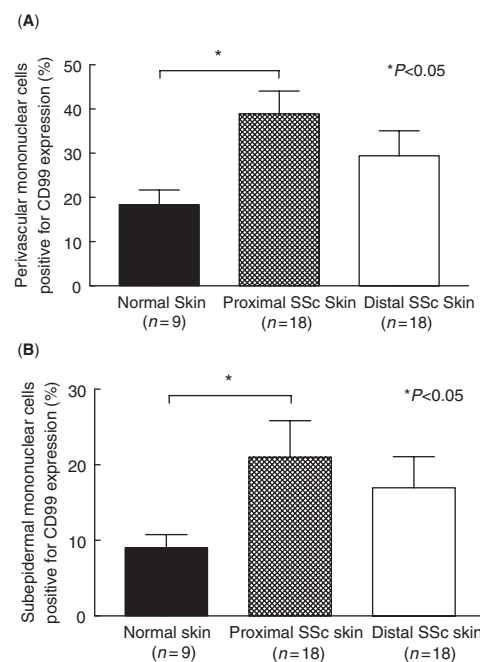 (A)
*
*P<0.05
Perivascular mononuclear cells
positive for CD99 expression (%)
50
40
30
20
10
0
Normal Skin Proximal SSc Skin Distal SSc Skin
(n=9) (n=18) (n=18)
(B)
*
*P<0.05
Subepidermal mononuclear cells
positive for CD99 expression (%)
30
20
10
0
Normal skin Proximal SSc skin Distal SSc skin
(n=9) (n=18) (n=18)